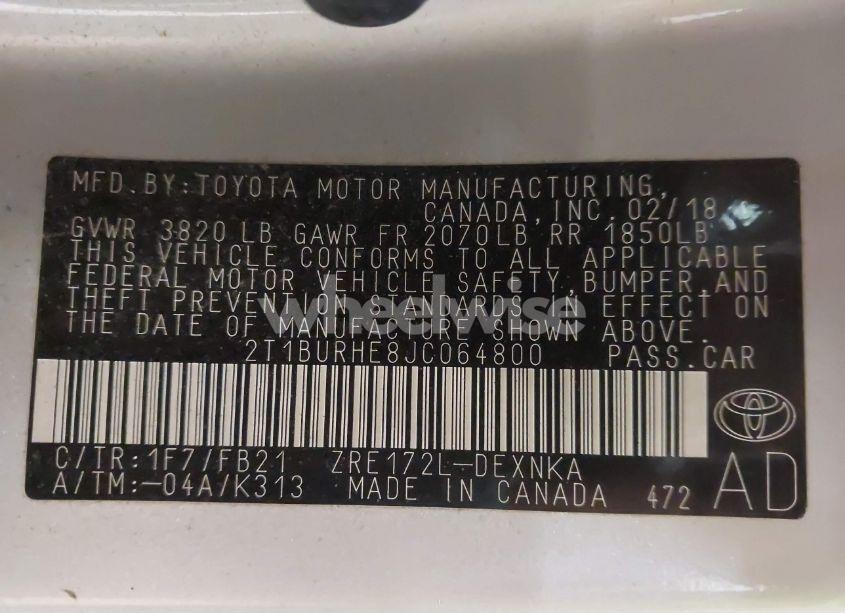 MFD.BY:TOYOTA MOTOR MANUFACTURING,
CANADA,INC. 02/18
GVWR 3820 LB GAWR FR 2070LB RR 1850LB
THIS VEHICLE CONFORMS TO ALL APPLICABLE
FEDERAL MOTOR VEHICLE SAFETY,BUMPER,AND
THEFT PREVENTION STANDARDS IN EFFECT ON
THE DATE OF MANUFACTURE SHOWN ABOVE.
wheelwise
2T1BURHE8JC064800 PASS.CAR
C/TR:1F7/FB21 ZRE172L-DEXNKA
A/TM:-04A/K313 MADE IN CANADA 472 AD